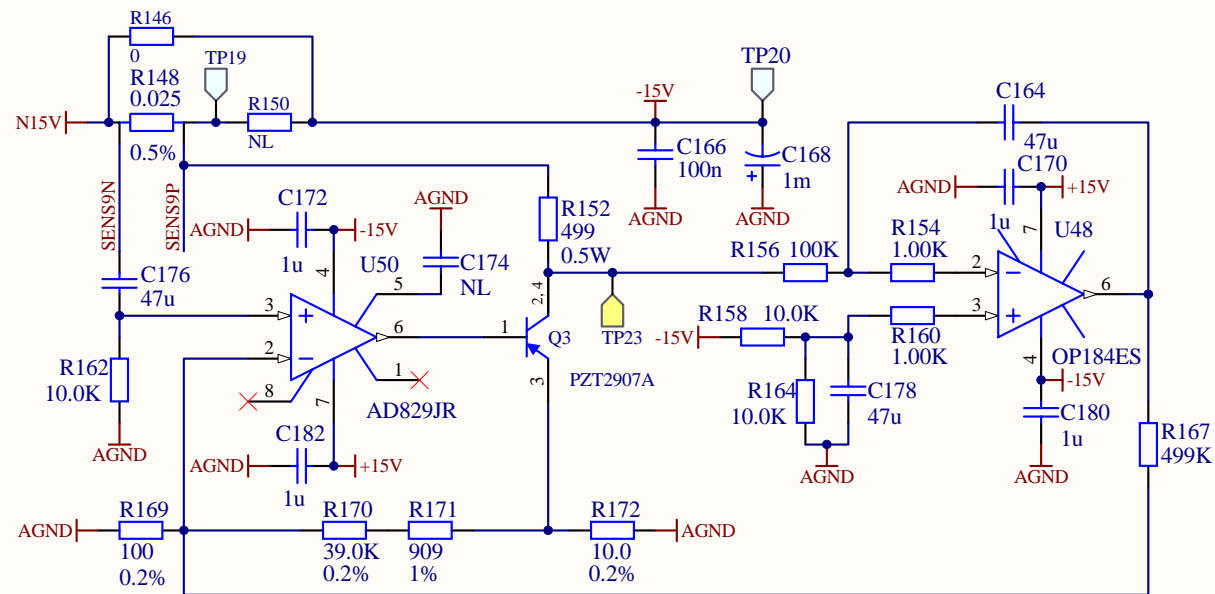 R146
0
R148
0.025
0.5%
TP19
R150
NL
N15V
SENS9N
SENS9P
-15V
TP20
C166
100n
AGND
C168
1m
AGND
C164
47u
C170
1u
AGND
+15V
7
U48
R152
499
0.5W
R156 100K
R154
1.00K
2
3
6
R158 10.0K
-15V
R160
1.00K
4
OP184ES
-15V
R164
10.0K
C178
47u
AGND
C180
1u
AGND
R167
499K
C172
AGND
-15V
1u
4
U50
AGND
C174
NL
5
C176
47u
3
2
6
1
2, 4
Q3
3
PZT2907A
TP23
R162
10.0K
AGND
8
7
1
AD829JR
C182
AGND
+15V
1u
AGND
R169
100
0.2%
R170
39.0K
0.2%
R171
909
1%
R172
10.0
0.2%
AGND